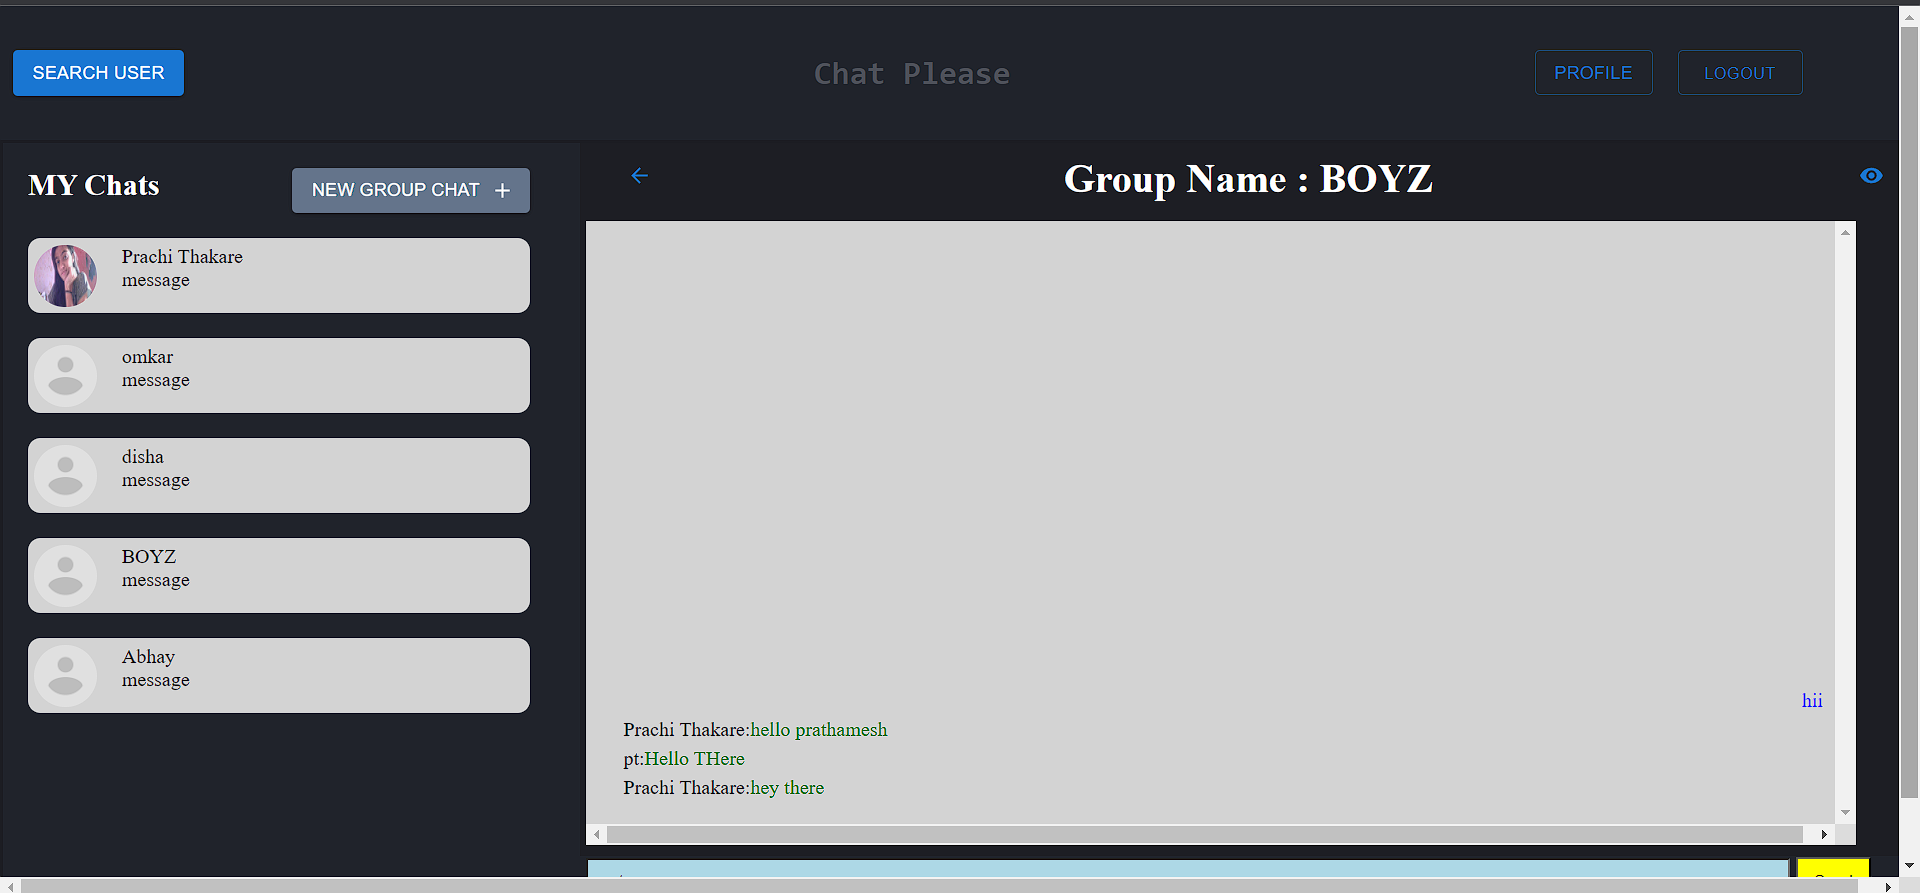 SEARCH USER
Chat Please
PROFILE
LOGOUT
MY Chats
NEW GROUP CHAT +
Prachi Thakare
message
omkar
message
disha
message
BOYZ
message
Abhay
message
Group Name : BOYZ
hii
Prachi Thakare:hello prathamesh
pt:Hello THere
Prachi Thakare:hey there